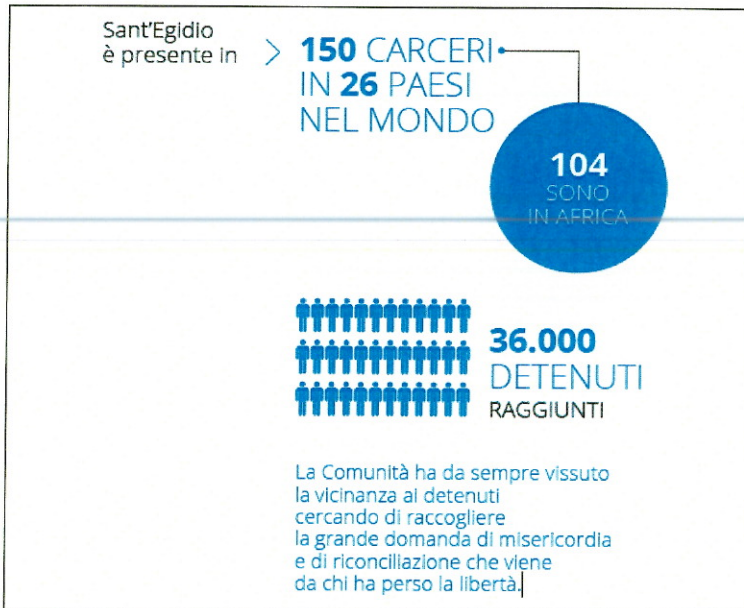 Sant'Egidio
è presente in
150 CARCERI
IN 26 PAESI
NEL MONDO
104
SONO
IN AFRICA
36.000
DETENUTI
RAGGIUNTI
La Comunità ha da sempre vissuto
la vicinanza ai detenuti
cercando di raccogliere
la grande domanda di misericordia
e di riconciliazione che viene
da chi ha perso la libertà.